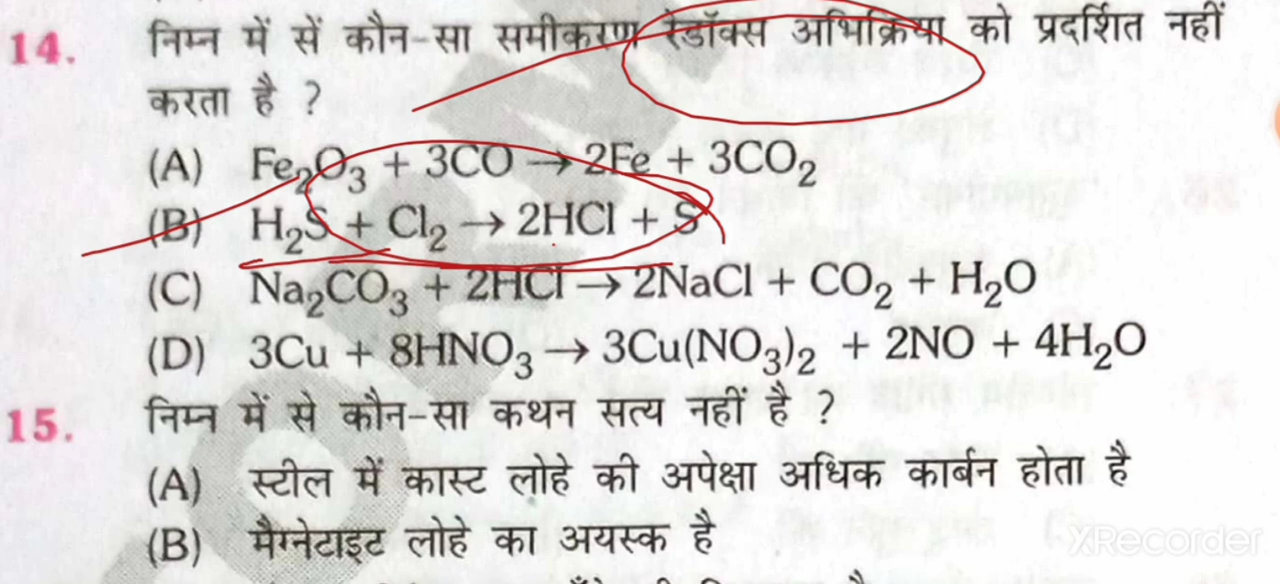 14. निम्न में सें कौन-सा समीकरण रेडॉक्स अभिक्रिया को प्रदर्शित नहीं
करता है ?
(A) Fe₂O₃ + 3CO → 2Fe + 3CO₂
(B) H₂S + Cl₂ → 2HCl + S
(C) Na₂CO₃ + 2HCl → 2NaCl + CO₂ + H₂O
(D) 3Cu + 8HNO₃ → 3Cu(NO₃)₂ + 2NO + 4H₂O
15. निम्न में से कौन-सा कथन सत्य नहीं है ?
(A) स्टील में कास्ट लोहे की अपेक्षा अधिक कार्बन होता है
(B) मैग्नेटाइट लोहे का अयस्क है
XRecorder